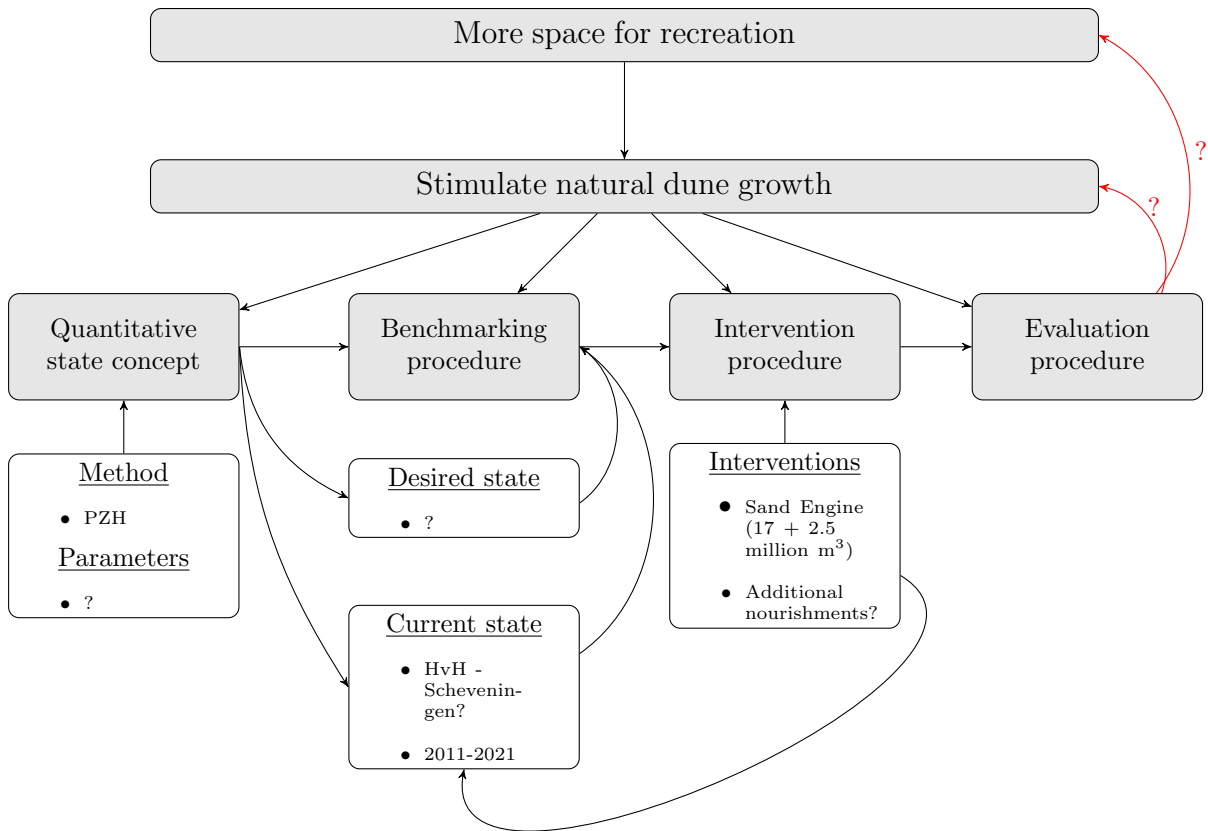 More space for recreation
?
Stimulate natural dune growth
?
Quantitative
state concept
Benchmarking
procedure
Intervention
procedure
Evaluation
procedure
Method
• PZH
Parameters
• ?
Desired state
• ?
Current state
• HvH -
Schevenin-
gen?
• 2011-2021
Interventions
• Sand Engine
(17 + 2.5
million m³)
• Additional
nourishments?